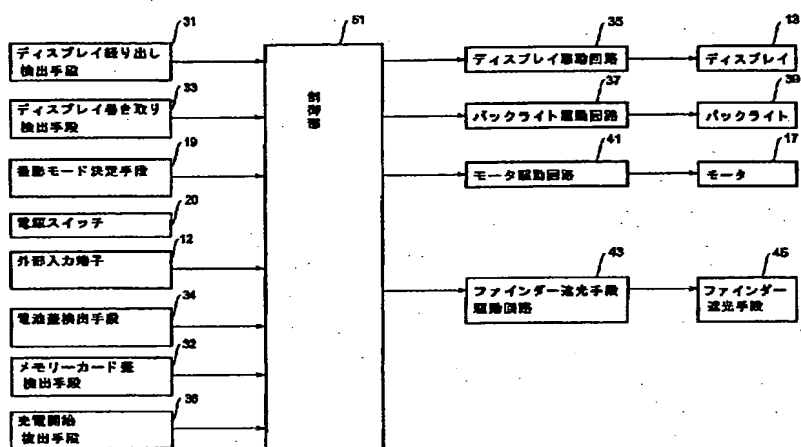 31
ディスプレイ繰り出し
検出手段
33
ディスプレイ巻き取り
検出手段
19
撮影モード決定手段
20
電源スイッチ
12
外形入力端子
34
電池蓋検出手段
32
メモリーカード蓋
検出手段
36
充電開始
検出手段
51
制御部
35
ディスプレイ駆動回路
13
ディスプレイ
37
バックライト駆動回路
39
バックライト
41
モータ駆動回路
17
モータ
43
ファインダー遮光手段
駆動回路
45
ファインダー
遮光手段